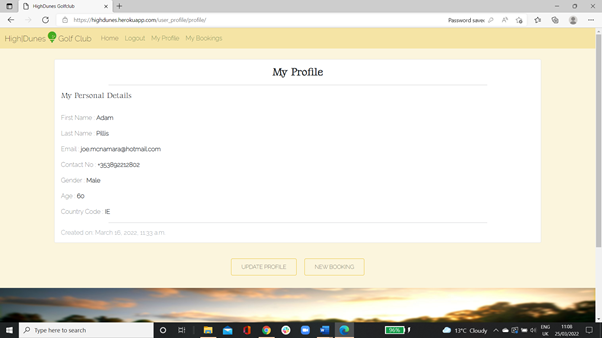 HighDunes Golfclub
https://highdunes.herokuapp.com/user_profile/profile/
Password saved
High|Dunes Golf Club Home Logout My Profile My Bookings
My Profile
My Personal Details
First Name: Adam
Last Name: Pillis
Email: joe.mcnamara@hotmail.com
Contact No: +353892212802
Gender: Male
Age: 60
Country Code: IE
Created on: March 16, 2022, 11:33 a.m.
UPDATE PROFILE NEW BOOKING
Type here to search
96%
13°C Cloudy
ENG
UK
11:08
25/03/2022